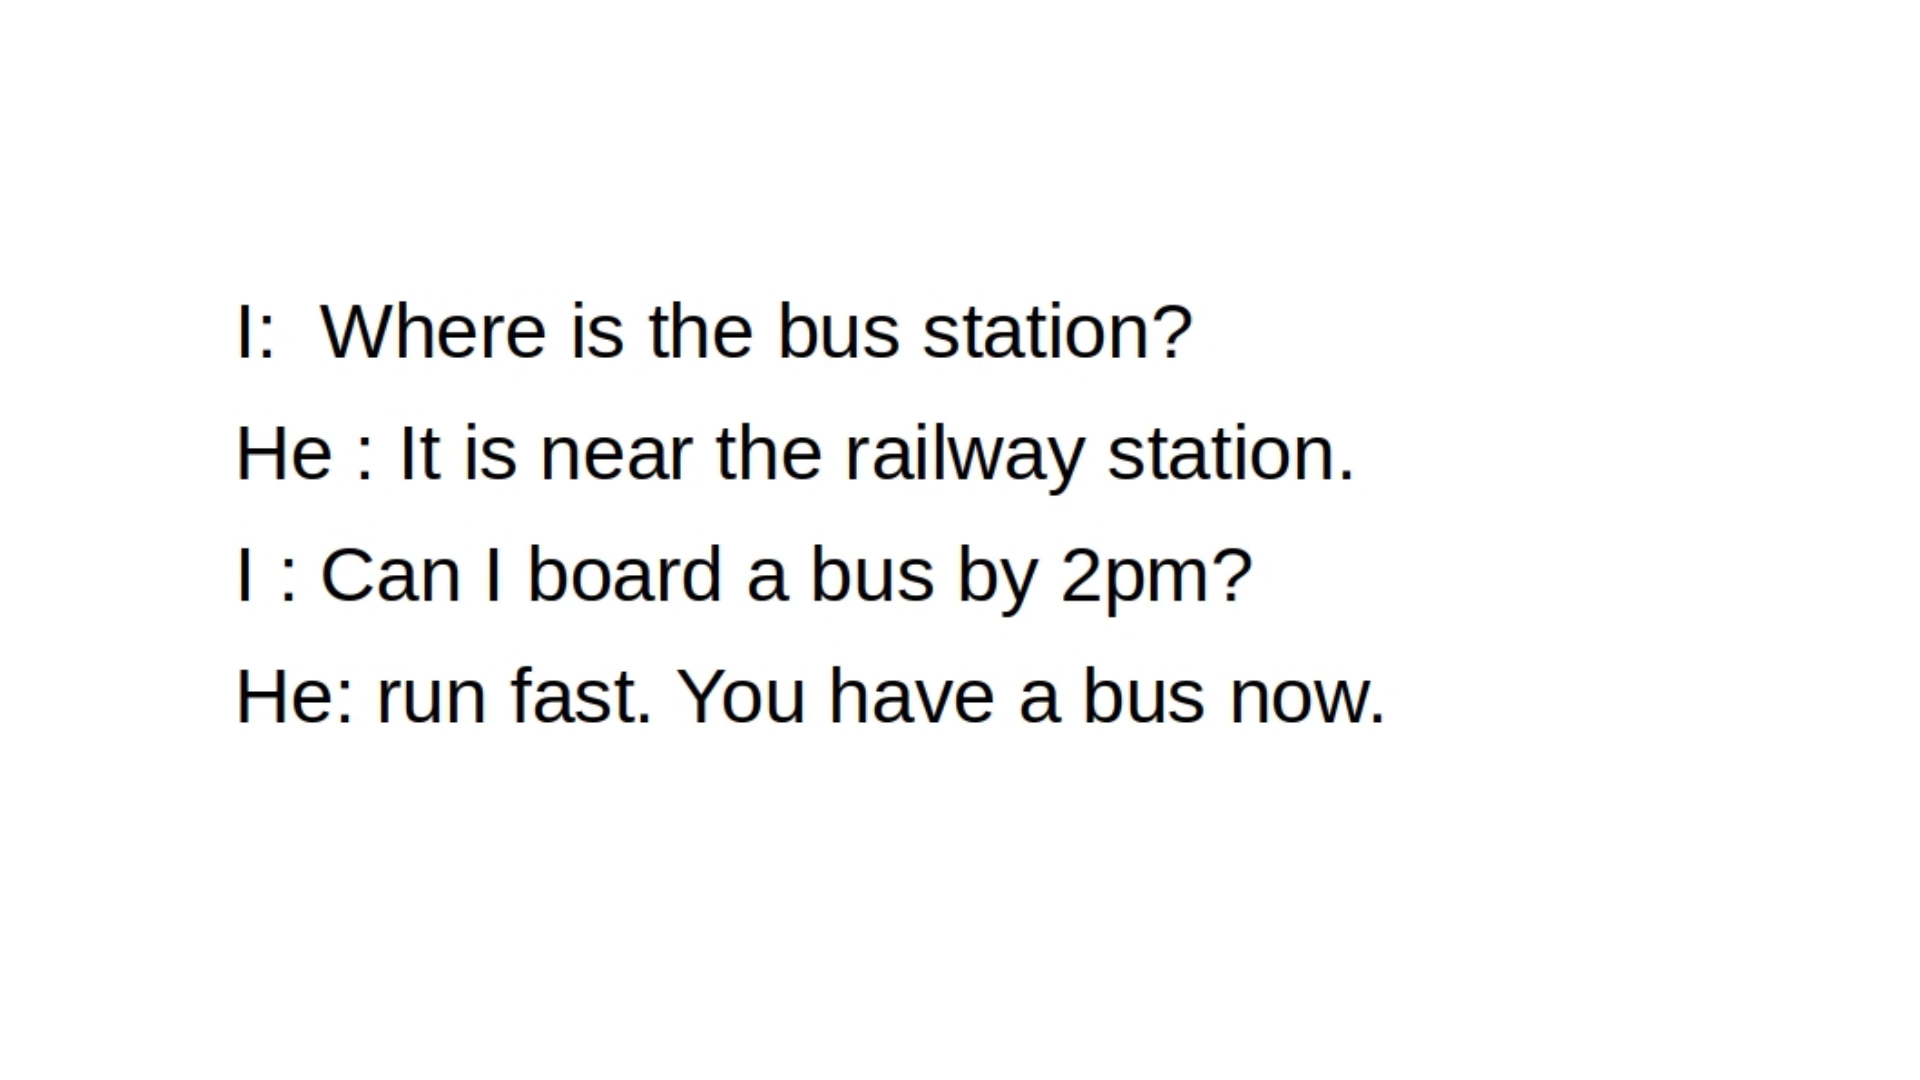 I:  Where is the bus station?
He : It is near the railway station.
I : Can I board a bus by 2pm?
He: run fast. You have a bus now.